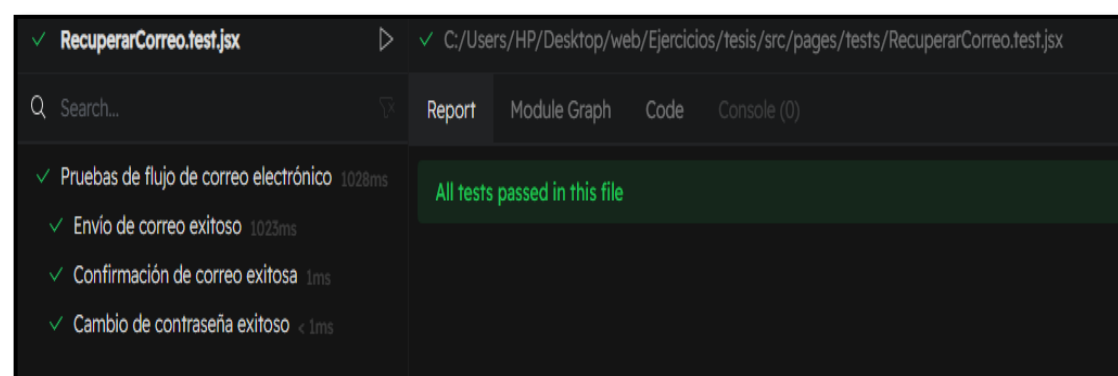 RecuperarCorreo.test.jsx
C:/Users/HP/Desktop/web/Ejercicios/tesis/src/pages/tests/RecuperarCorreo.test.jsx
Search...
Report Module Graph Code Console (0)
Pruebas de flujo de correo electrónico 1028ms
All tests passed in this file
Envío de correo exitoso 1023ms
Confirmación de correo exitosa 1ms
Cambio de contraseña exitoso < 1ms